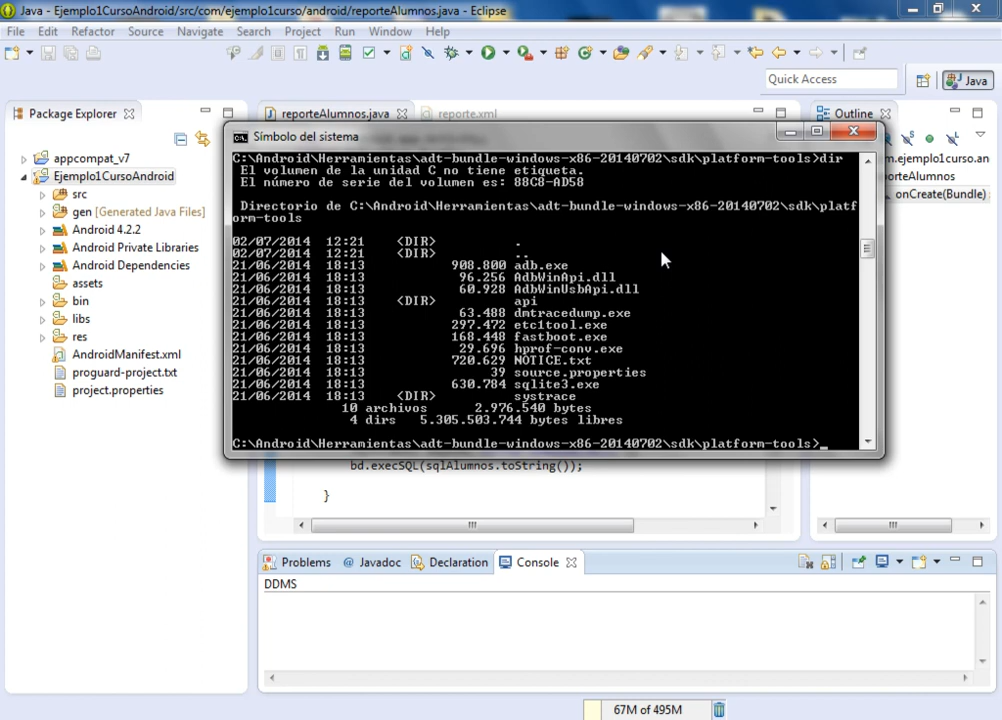 Java - Ejemplo1Curso/src/com/ejemplo1curso/android/reporteAlumnos.java - Eclipse
File Edit Refactor Source Navigate Search Project Run Window Help
Quick Access
Java
Package Explorer
reporteAlumnos.java
reporte.xml
Outline
appcompat_v7
Ejemplo1CursoAndroid
src
gen [Generated Java Files]
Android 4.2.2
Android Private Libraries
Android Dependencies
assets
bin
libs
res
AndroidManifest.xml
proguard-project.txt
project.properties
Símbolo del sistema
C:\Android\Herramientas\adt-bundle-windows-x86-20140702\sdk\platform-tools>dir
El volumen de la unidad C no tiene etiqueta.
El número de serie del volumen es: 88C8-AD58
Directorio de C:\Android\Herramientas\adt-bundle-windows-x86-20140702\sdk\platf
orm-tools
02/07/2014 12:21 <DIR> .
02/07/2014 12:21 <DIR> ..
21/06/2014 18:13 908.800 adb.exe
21/06/2014 18:13 96.256 AdbWinApi.dll
21/06/2014 18:13 60.928 AdbWinUsbApi.dll
21/06/2014 18:13 <DIR> api
21/06/2014 18:13 63.488 dmtracedump.exe
21/06/2014 18:13 297.472 etc1tool.exe
21/06/2014 18:13 168.448 fastboot.exe
21/06/2014 18:13 29.696 hprof-conv.exe
21/06/2014 18:13 720.629 NOTICE.txt
21/06/2014 18:13 39 source.properties
21/06/2014 18:13 630.784 sqlite3.exe
21/06/2014 18:13 <DIR> systrace
10 archivos 2.976.540 bytes
4 dirs 5.305.503.744 bytes libres
C:\Android\Herramientas\adt-bundle-windows-x86-20140702\sdk\platform-tools>_
m.ejemplo1curso.an
orteAlumnos
onCreate(Bundle)
bd.execSQL(sqlAlumnos.toString());
}
Problems
@ Javadoc
Declaration
Console
DDMS
67M of 495M